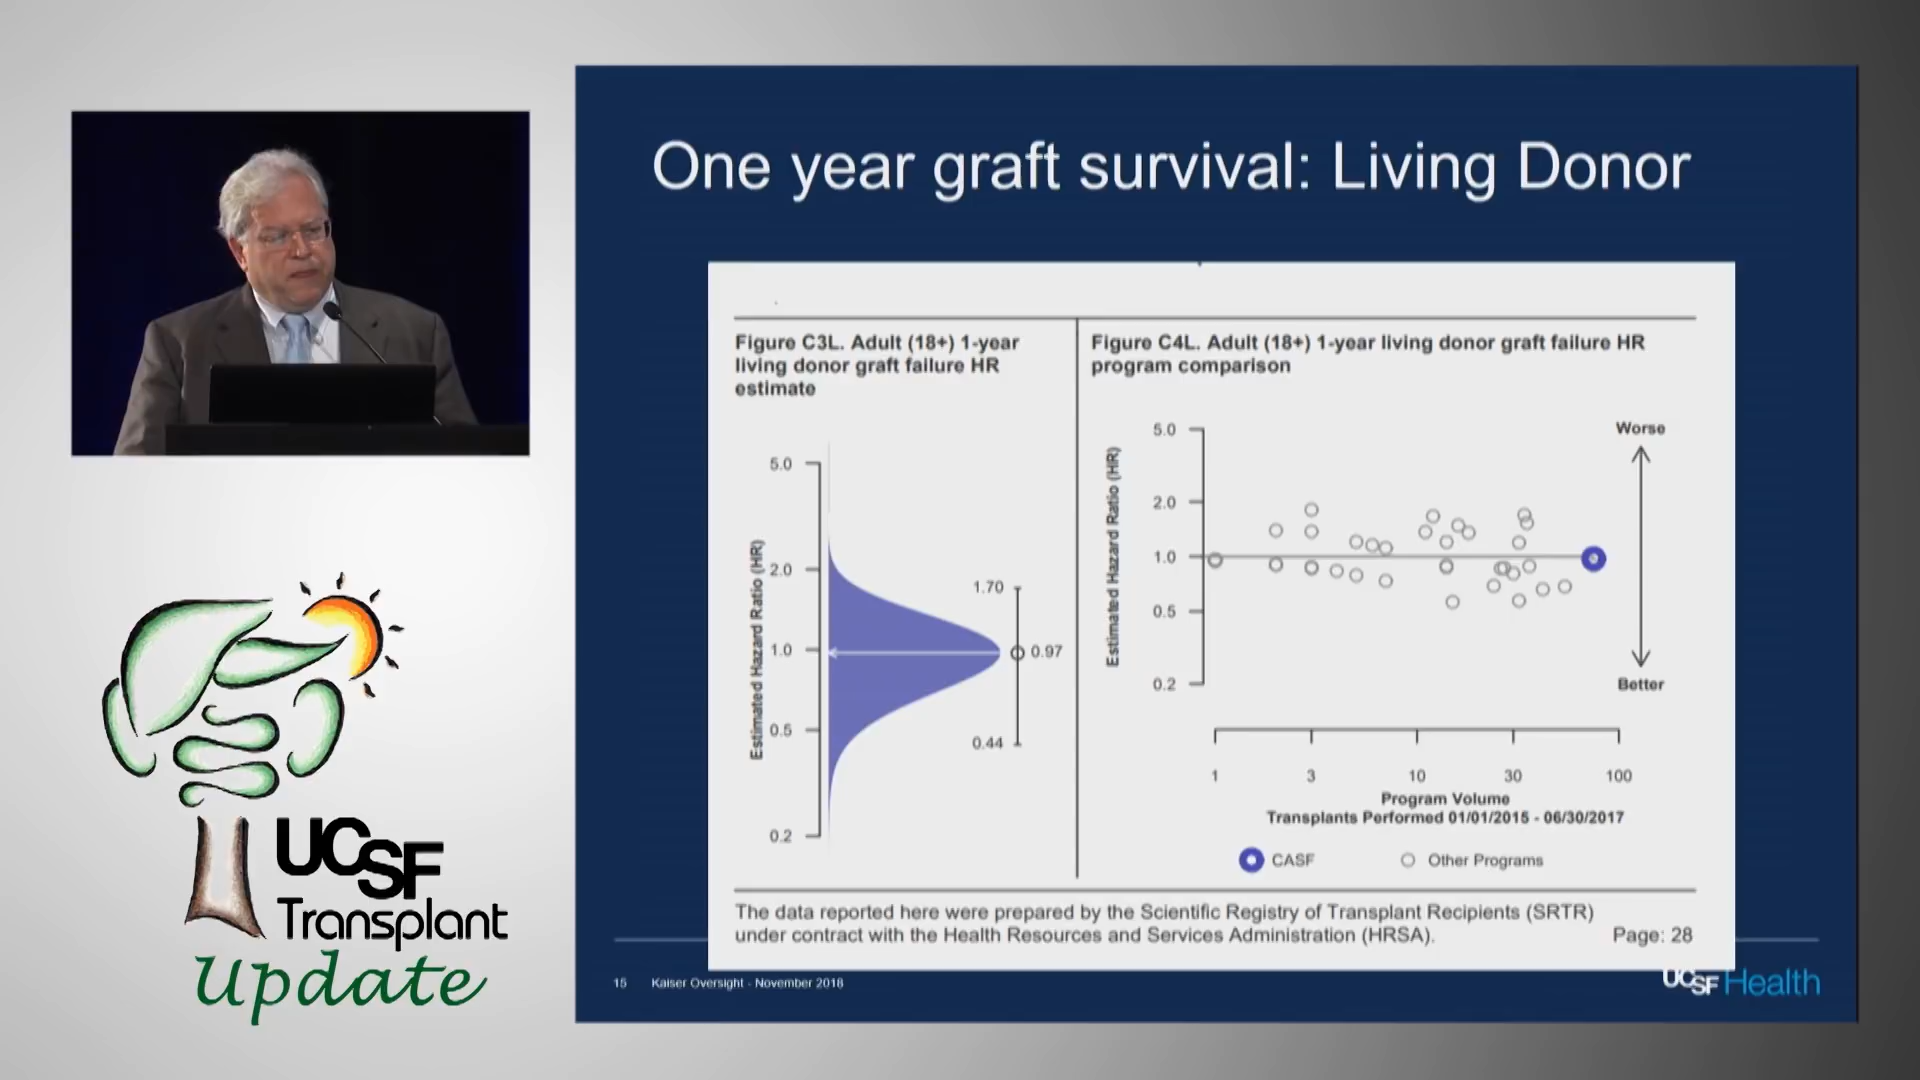 One year graft survival: Living Donor
Figure C3L. Adult (18+) 1-year
living donor graft failure HR
estimate
Estimated Hazard Ratio (HR)
5.0
2.0
1.0
0.5
0.2
1.70
0.97
0.44
Figure C4L. Adult (18+) 1-year living donor graft failure HR
program comparison
Estimated Hazard Ratio (HR)
5.0
2.0
1.0
0.5
0.2
Worse
Better
1 3 10 30 100
Program Volume
Transplants Performed 01/01/2015 - 06/30/2017
CASF Other Programs
The data reported here were prepared by the Scientific Registry of Transplant Recipients (SRTR)
under contract with the Health Resources and Services Administration (HRSA). Page: 28
15 Kaiser Oversight - November 2018
UCSF Health
UCSF
Transplant
Update